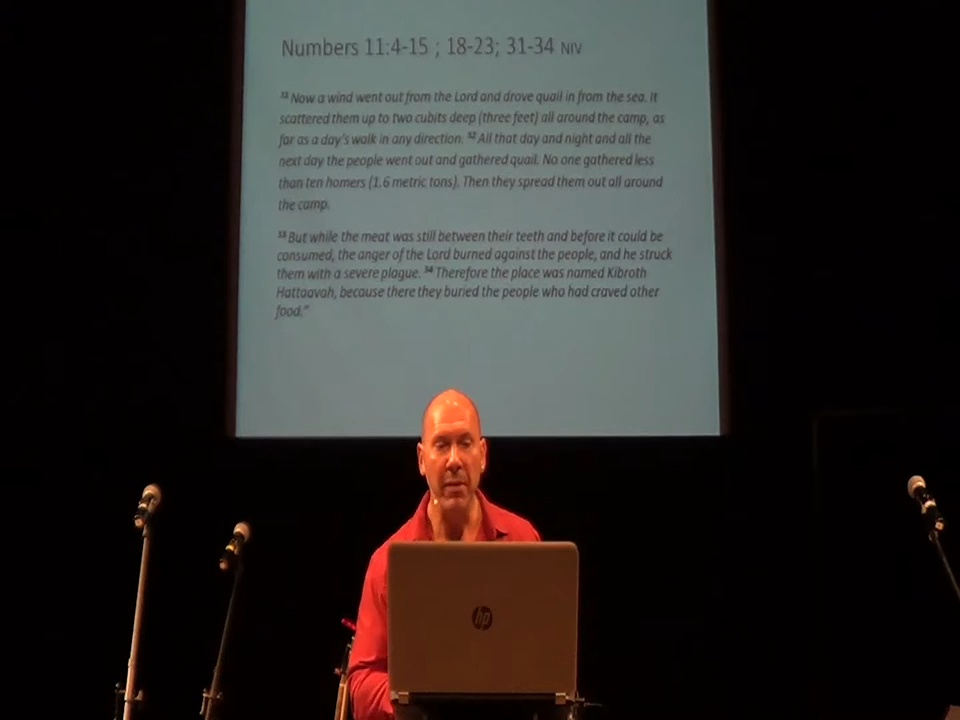 Numbers 11:4-15 ; 18-23; 31-34 NIV
31 Now a wind went out from the Lord and drove quail in from the sea. It
scattered them up to two cubits deep (three feet) all around the camp, as
far as a day's walk in any direction. 32 All that day and night and all the
next day the people went out and gathered quail. No one gathered less
than ten homers (1.6 metric tons). Then they spread them out all around
the camp.
33 But while the meat was still between their teeth and before it could be
consumed, the anger of the Lord burned against the people, and he struck
them with a severe plague. 34 Therefore the place was named Kibroth
Hattaavah, because there they buried the people who had craved other
food."
hp